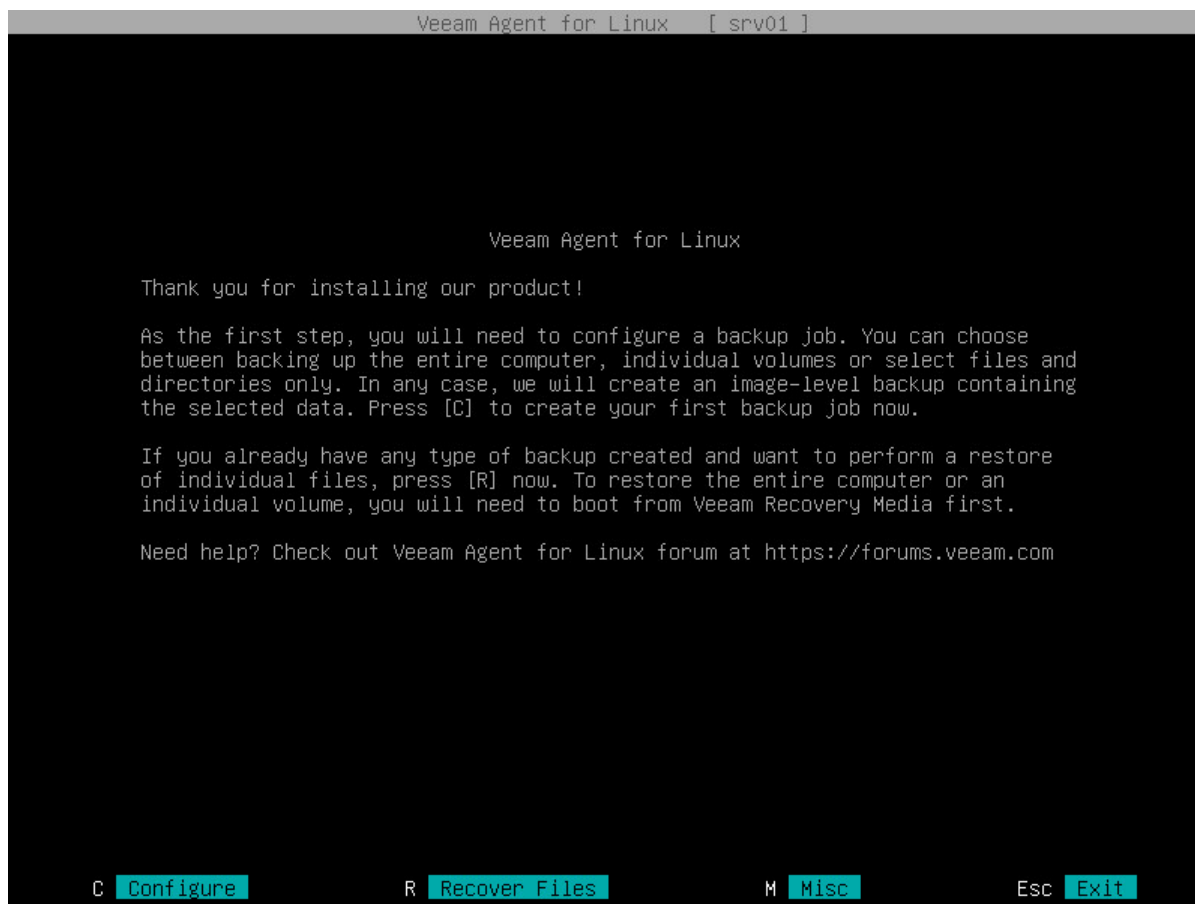 Veeam Agent for Linux   [ srv01 ]
Veeam Agent for Linux
Thank you for installing our product!
As the first step, you will need to configure a backup job. You can choose
between backing up the entire computer, individual volumes or select files and
directories only. In any case, we will create an image-level backup containing
the selected data. Press [C] to create your first backup job now.
If you already have any type of backup created and want to perform a restore
of individual files, press [R] now. To restore the entire computer or an
individual volume, you will need to boot from Veeam Recovery Media first.
Need help? Check out Veeam Agent for Linux forum at https://forums.veeam.com
C Configure R Recover Files M Misc Esc Exit